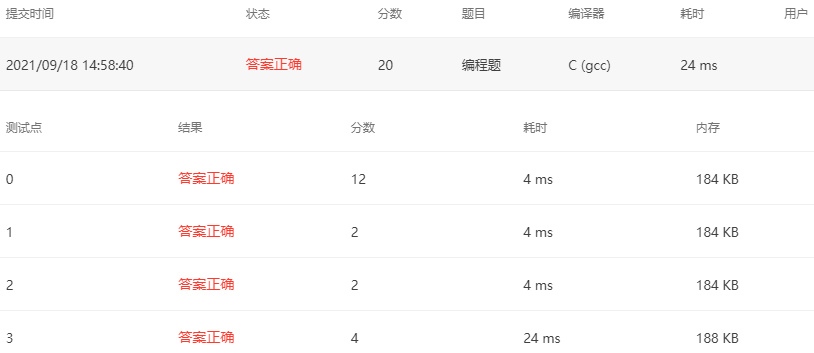 提交时间 状态 分数 题目 编译器 耗时 用户
2021/09/18 14:58:40 答案正确 20 编程题 C (gcc) 24 ms
测试点 结果 分数 耗时 内存
0 答案正确 12 4 ms 184 KB
1 答案正确 2 4 ms 184 KB
2 答案正确 2 4 ms 184 KB
3 答案正确 4 24 ms 188 KB